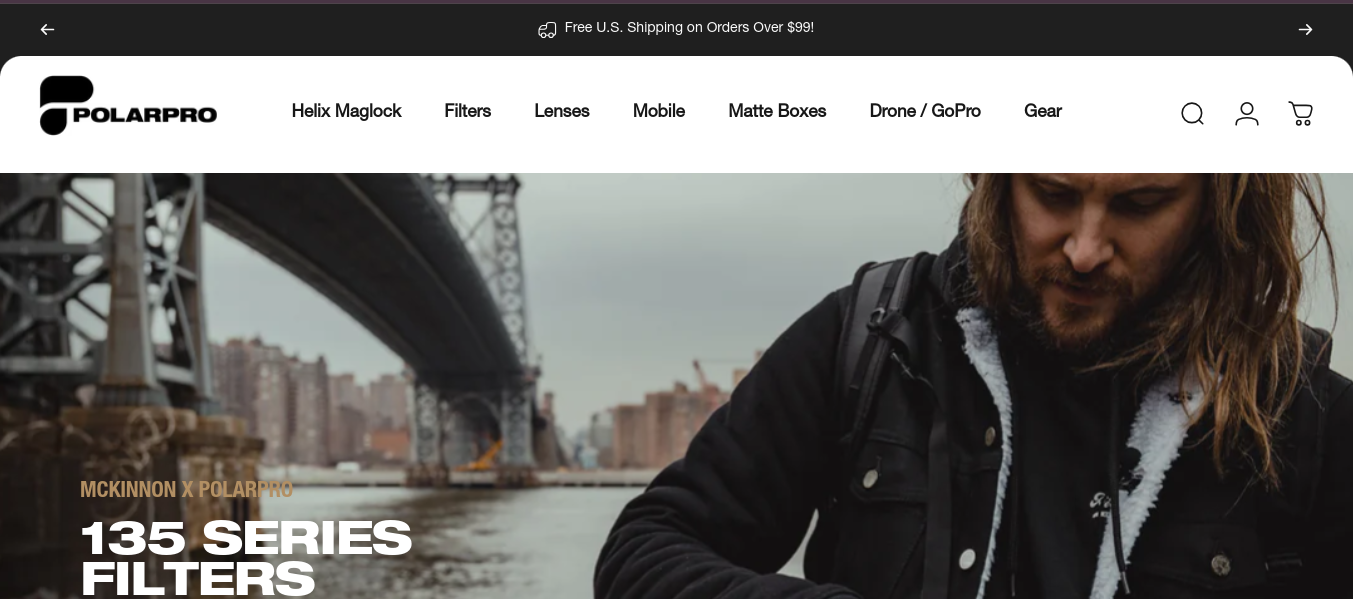 Free U.S. Shipping on Orders Over $99!
POLARPRO
Helix Maglock Filters Lenses Mobile Matte Boxes Drone / GoPro Gear
MCKINNON X POLARPRO
135 SERIES
FILTERS